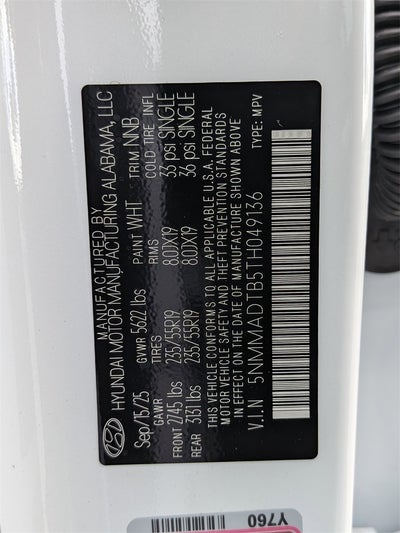 MANUFACTURED BY
HYUNDAI MOTOR MANUFACTURING ALABAMA, LLC
Sep/15/25 PAINT WHT TRIM NNB
GVWR 5622 lbs
GAWR TIRES RIMS COLD TIRE INFL
FRONT 2745 lbs 235/55R19 8.0JX19 33 psi SINGLE
REAR 3131 lbs 235/55R19 8.0JX19 36 psi SINGLE
THIS VEHICLE CONFORMS TO ALL APPLICABLE U.S.A. FEDERAL
MOTOR VEHICLE SAFETY AND THEFT PREVENTION STANDARDS
IN EFFECT ON THE DATE OF MANUFACTURE SHOWN ABOVE
V.I.N 5NMMADTB5TH049136 TYPE: MPV
Y760